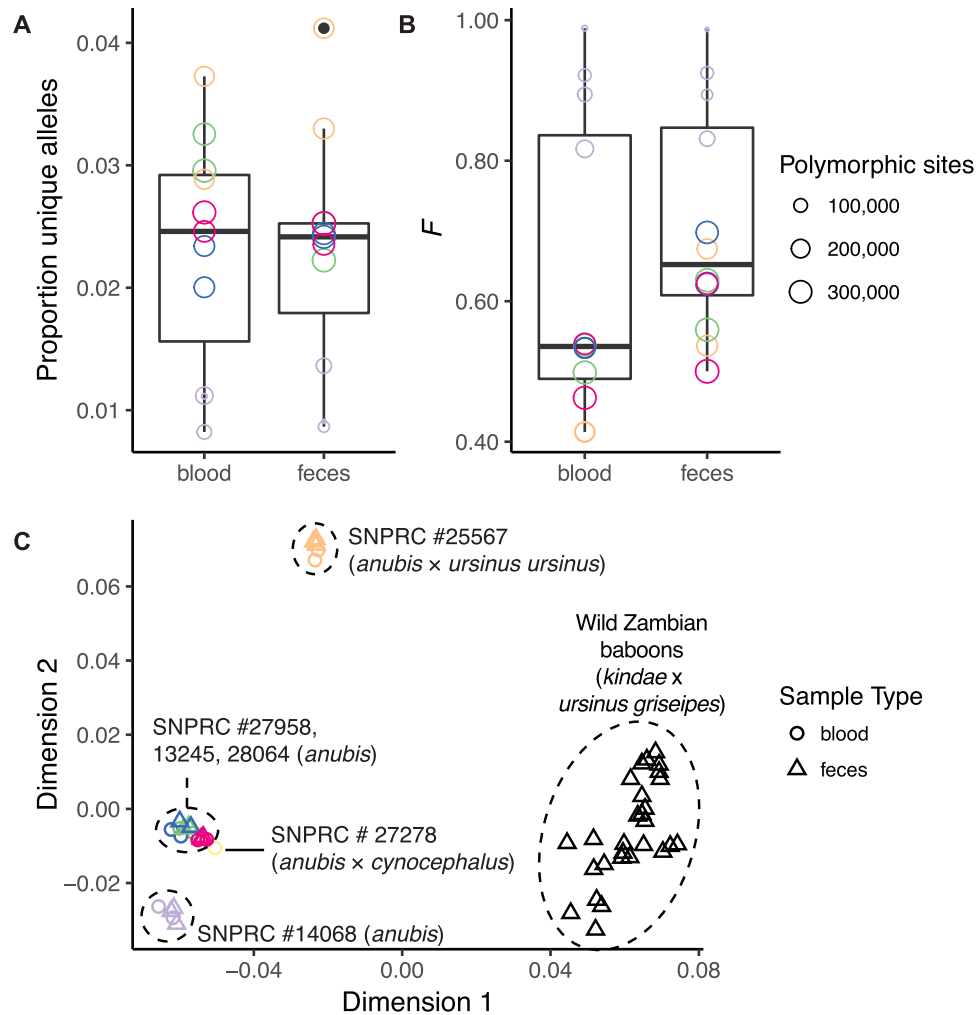 A
Proportion unique alleles
0.04
0.03
0.02
0.01
blood
feces
B
F
1.00
0.80
0.60
0.40
blood
feces
Polymorphic sites
100,000
200,000
300,000
C
Dimension 2
0.06
0.04
0.02
0.00
−0.02
SNPRC #25567
(anubis × ursinus ursinus)
Wild Zambian
baboons
(kindae x
ursinus griseipes)
SNPRC #27958,
13245, 28064 (anubis)
SNPRC # 27278
(anubis × cynocephalus)
SNPRC #14068 (anubis)
−0.04
0.00
0.04
0.08
Dimension 1
Sample Type
blood
feces